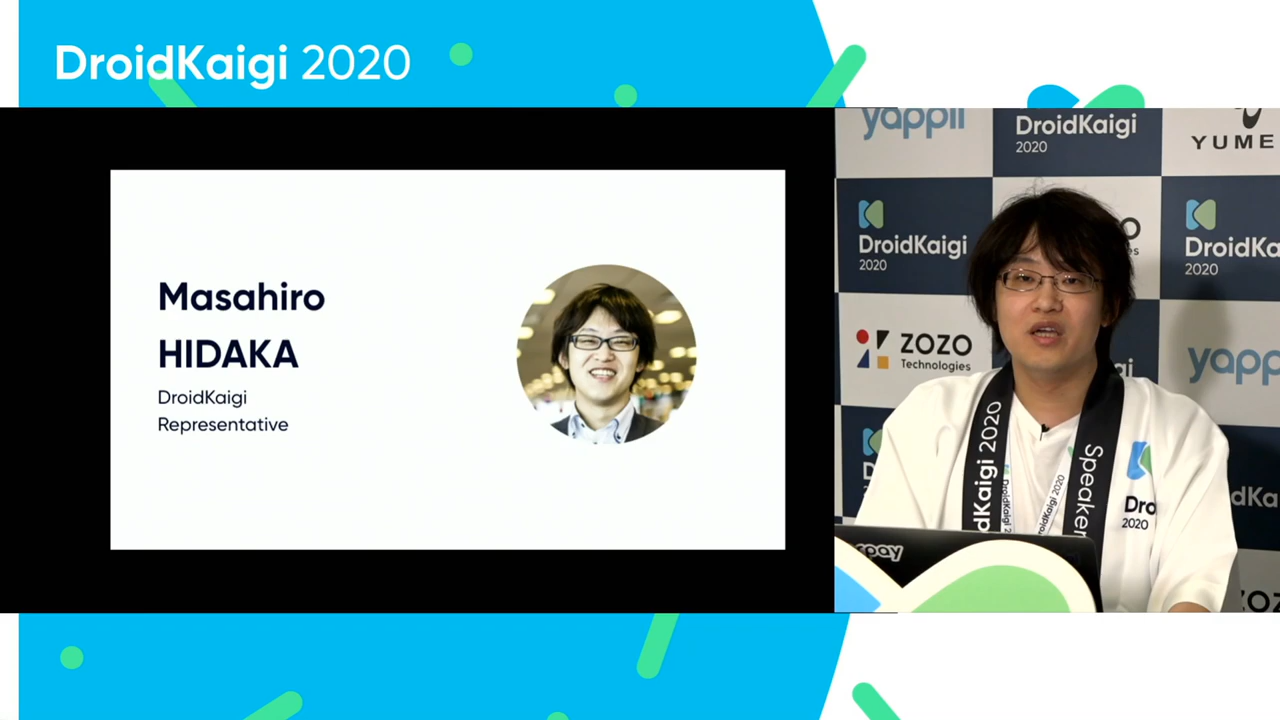 DroidKaigi 2020
Masahiro
HIDAKA
DroidKaigi
Representative
yappli
DroidKaigi
2020
YUME
DroidKaigi
2020
DroidKa
2020
ZOZO
Technologies
yapp
DroidKaigi 2020
Speaker
Dro
2020
pay